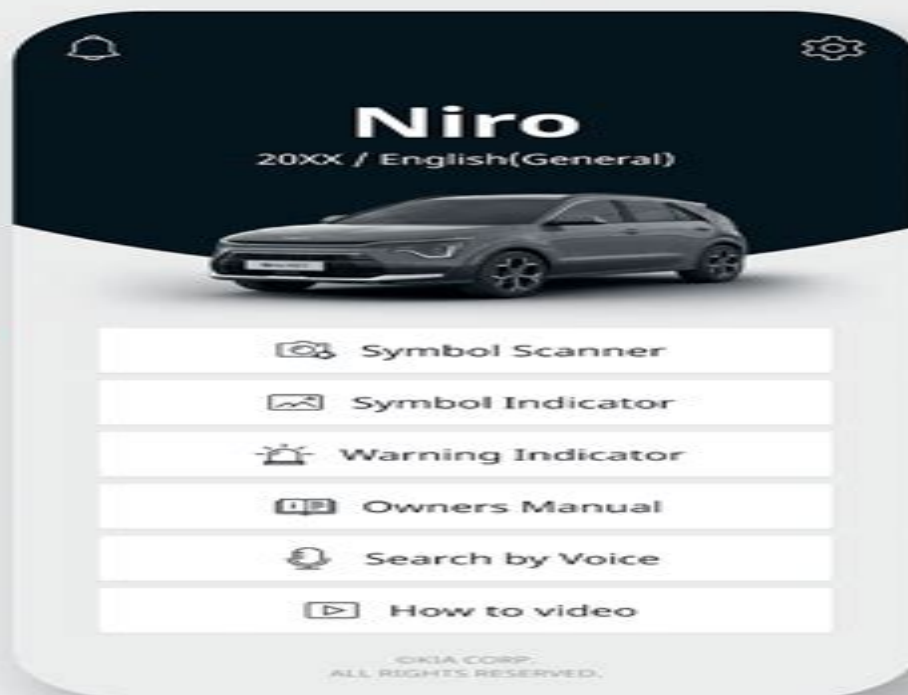 Niro
20XX / English(General)
Symbol Scanner
Symbol Indicator
Warning Indicator
Owners Manual
Search by Voice
How to video
©KIA CORP.
ALL RIGHTS RESERVED.